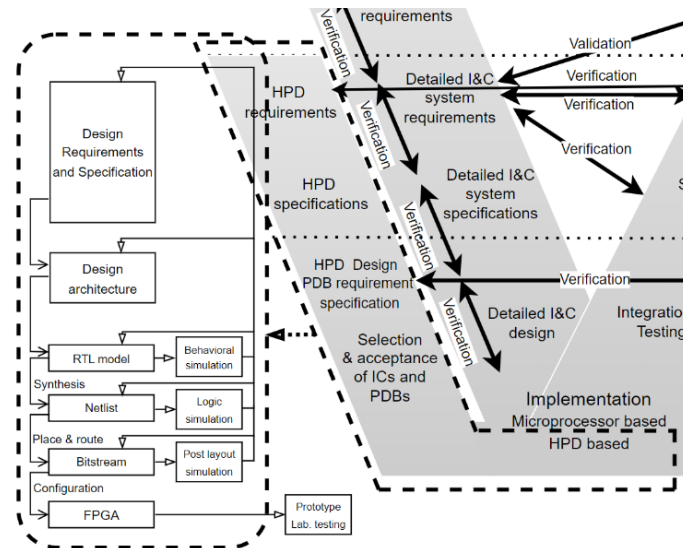 Design
Requirements
and Specification
Design
architecture
RTL model
Behavioral
simulation
Synthesis
Netlist
Logic
simulation
Place & route
Bitstream
Post layout
simulation
Configuration
FPGA
Prototype
Lab. testing
requirements
Verification
Validation
HPD
requirements
Detailed I&C
system
requirements
Verification
Verification
Verification
Verification
HPD
specifications
Detailed I&C
system
specifications
S
Verification
HPD Design
PDB requirement
specification
Verification
Verification
Detailed I&C
design
Integration
Testing
Selection
& acceptance
of ICs and
PDBs
Implementation
Microprocessor based
HPD based